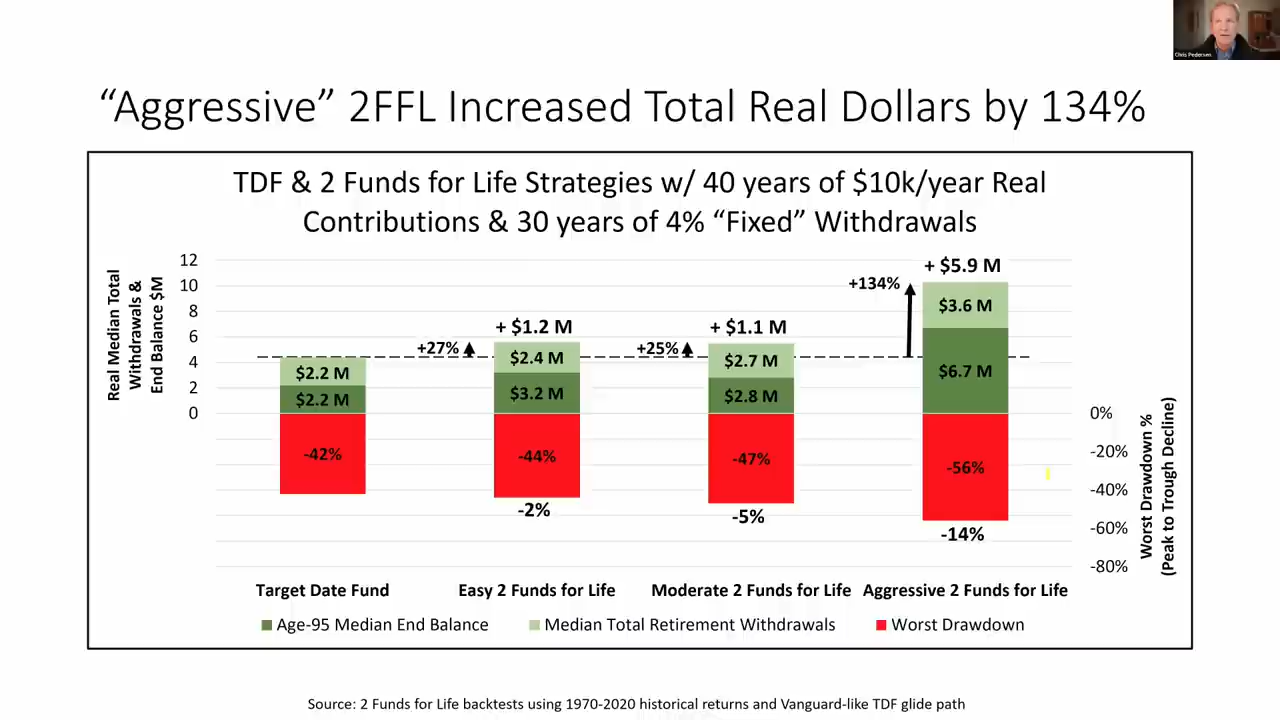 Chris Pedersen
“Aggressive” 2FFL Increased Total Real Dollars by 134%
TDF & 2 Funds for Life Strategies w/ 40 years of $10k/year Real
Contributions & 30 years of 4% “Fixed” Withdrawals
Real Median Total
Withdrawals &
End Balance $M
12
10
8
6
4
2
0
$2.2 M
$2.2 M
-42%
+27%
+ $1.2 M
$2.4 M
$3.2 M
-44%
-2%
+25%
+ $1.1 M
$2.7 M
$2.8 M
-47%
-5%
+134%
+ $5.9 M
$3.6 M
$6.7 M
-56%
-14%
0%
-20%
-40%
-60%
-80%
Worst Drawdown %
(Peak to Trough Decline)
Target Date Fund
Easy 2 Funds for Life
Moderate 2 Funds for Life
Aggressive 2 Funds for Life
Age-95 Median End Balance
Median Total Retirement Withdrawals
Worst Drawdown
Source: 2 Funds for Life backtests using 1970-2020 historical returns and Vanguard-like TDF glide path